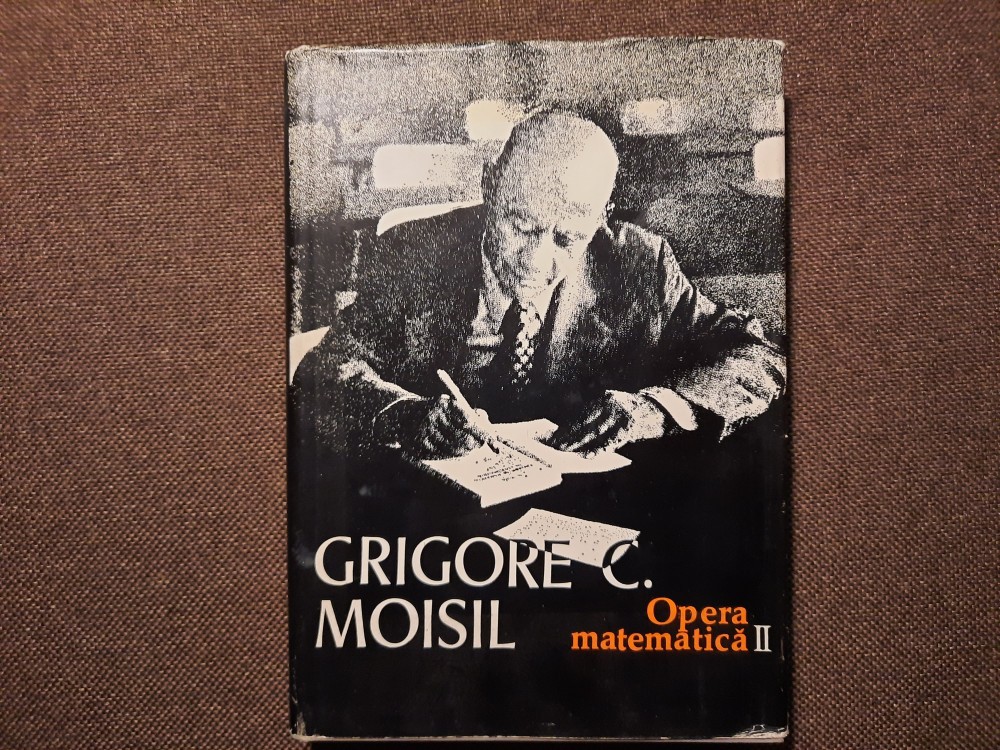 GRIGORE C.
MOISIL
Opera
matematică II